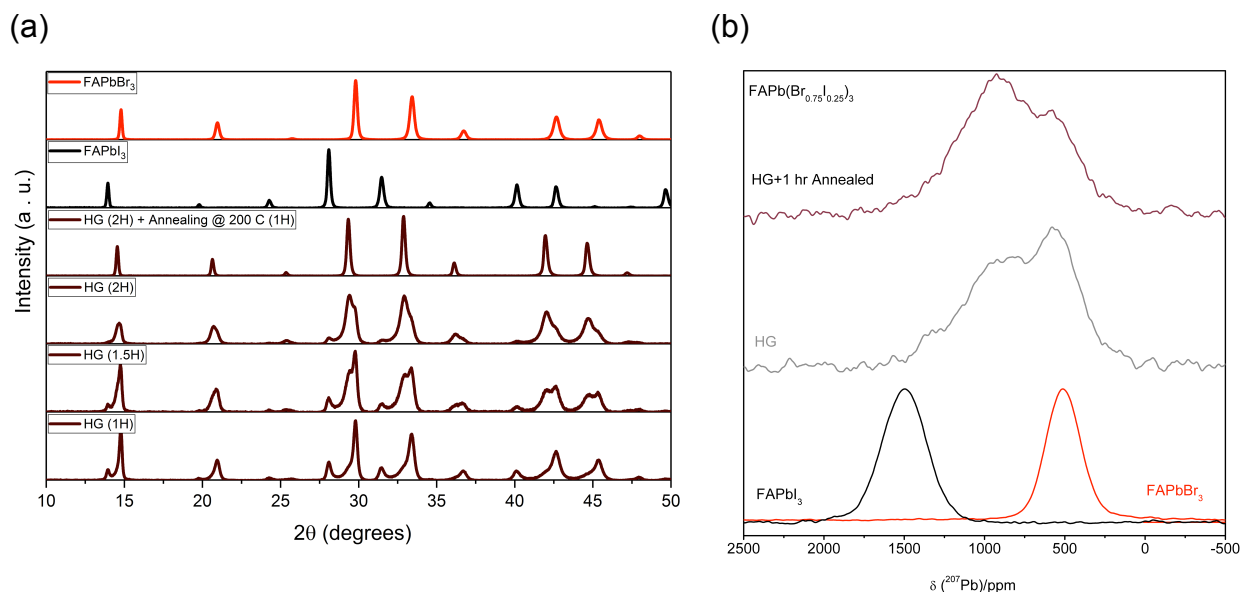 (a)
FAPbBr₃
FAPbI₃
HG (2H) + Annealing @ 200 C (1H)
HG (2H)
HG (1.5H)
HG (1H)
Intensity (a . u.)
10 15 20 25 30 35 40 45 50
2θ (degrees)
(b)
FAPb(Br₀.₇₅I₀.₂₅)₃
HG+1 hr Annealed
HG
FAPbI₃
FAPbBr₃
2500 2000 1500 1000 500 0 -500
δ (²⁰⁷Pb)/ppm